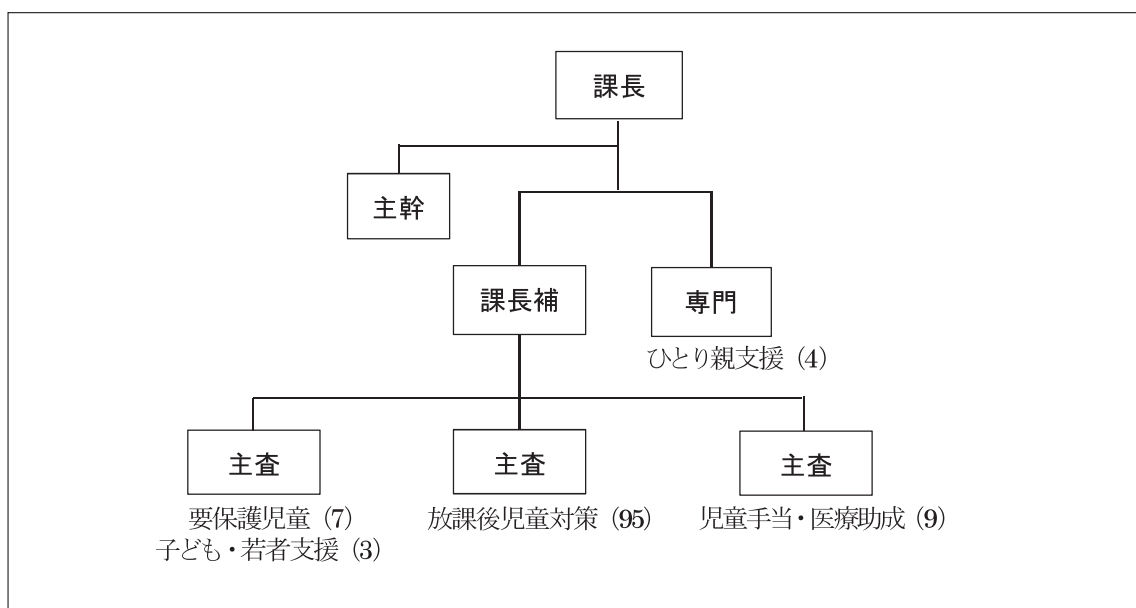 課長
主幹
課長補
専門
ひとり親支援 (4)
主査
主査
主査
要保護児童 (7)
子ども・若者支援 (3)
放課後児童対策 (95)
児童手当・医療助成 (9)